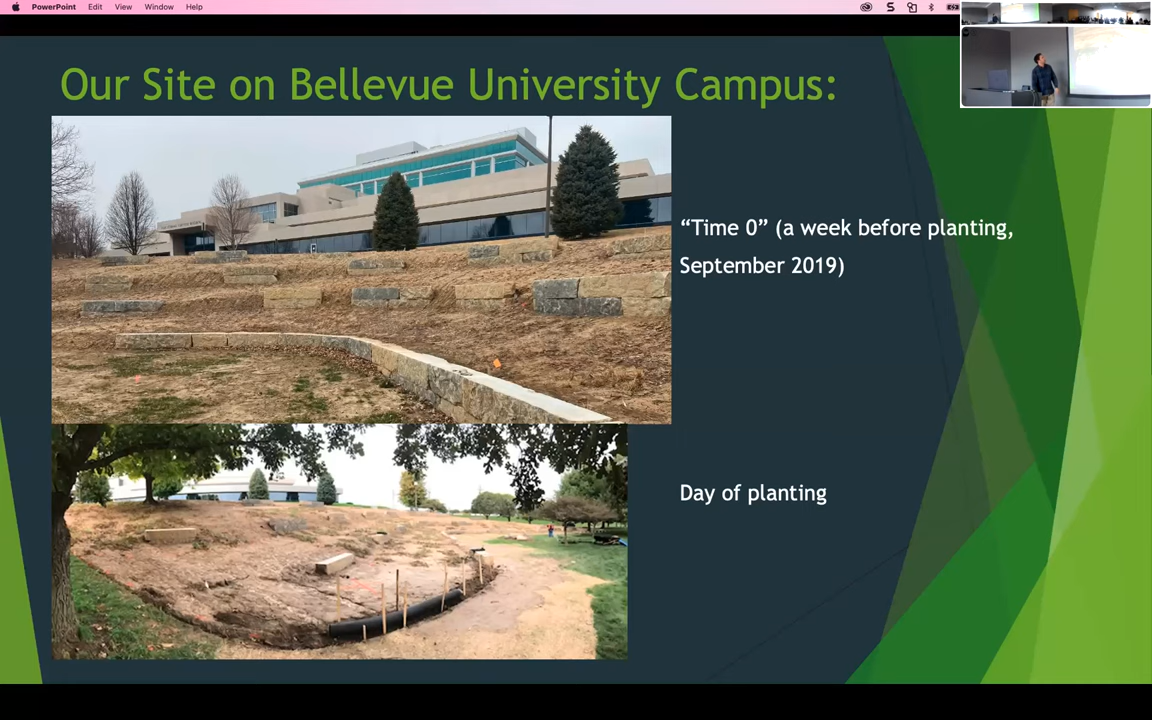 PowerPoint Edit View Window Help
Our Site on Bellevue University Campus:
“Time 0” (a week before planting,
September 2019)
Day of planting